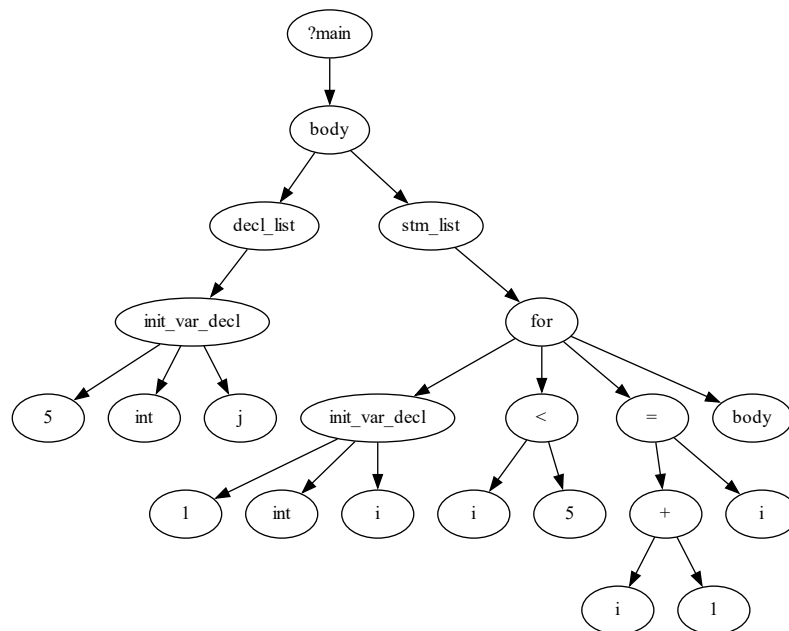 ?main
body
decl_list stm_list
init_var_decl for
5 int j init_var_decl < = body
1 int i i 5 + i
i 1